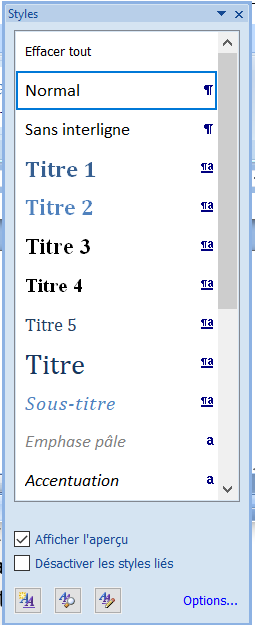 Styles
Effacer tout
Normal ¶
Sans interligne ¶
Titre 1 ¶a
Titre 2 ¶a
Titre 3 ¶a
Titre 4 ¶a
Titre 5 ¶a
Titre ¶a
Sous-titre ¶a
Emphase pâle a
Accentuation a
Afficher l'aperçu
Désactiver les styles liés
Options...